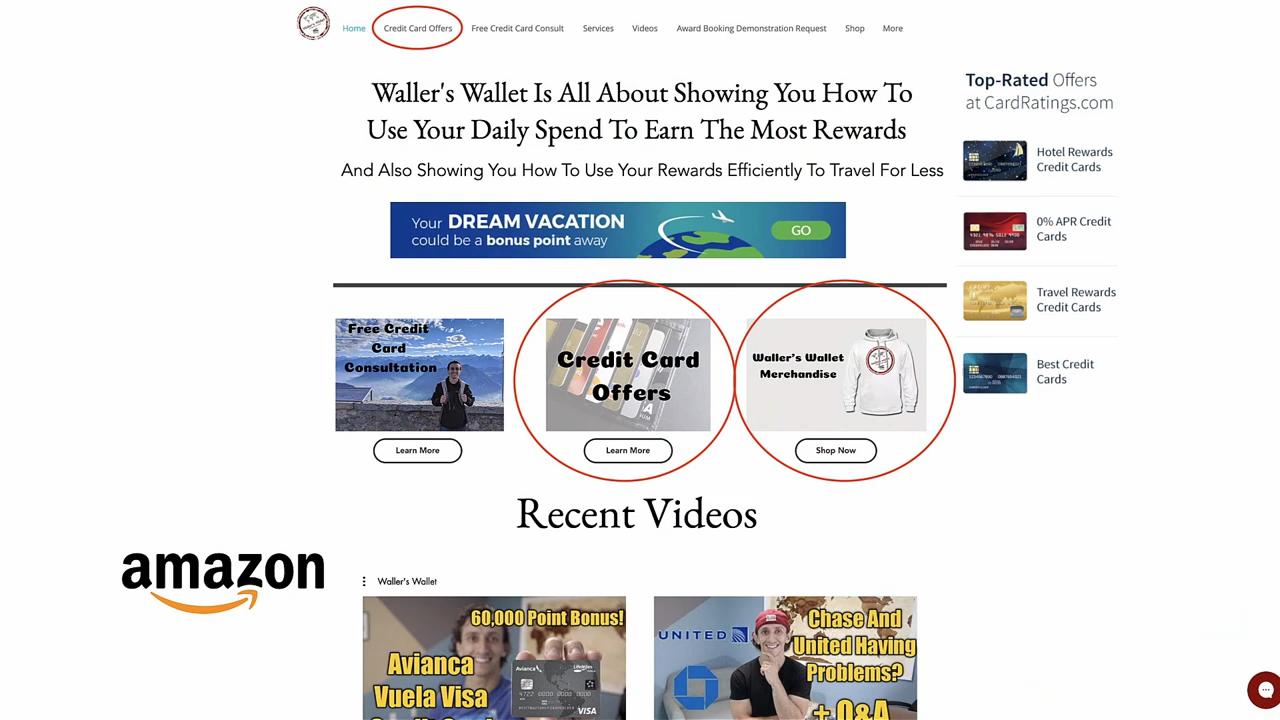 Home Credit Card Offers Free Credit Card Consult Services Videos Award Booking Demonstration Request Shop More
Waller's Wallet Is All About Showing You How To
Use Your Daily Spend To Earn The Most Rewards
And Also Showing You How To Use Your Rewards Efficiently To Travel For Less
Your DREAM VACATION
could be a bonus point away
GO
Top-Rated Offers
at CardRatings.com
Hotel Rewards
Credit Cards
0% APR Credit
Cards
Travel Rewards
Credit Cards
Best Credit
Cards
Free Credit
Card
Consultation
Learn More
Credit Card
Offers
Learn More
Waller's Wallet
Merchandise
Shop Now
Recent Videos
amazon
Waller's Wallet
60,000 Point Bonus!
Avianca
Vuela Visa
Credit Card
Avianca
LifeMiles
VISA
UNITED
Chase And
United Having
Problems?
+ Q&A